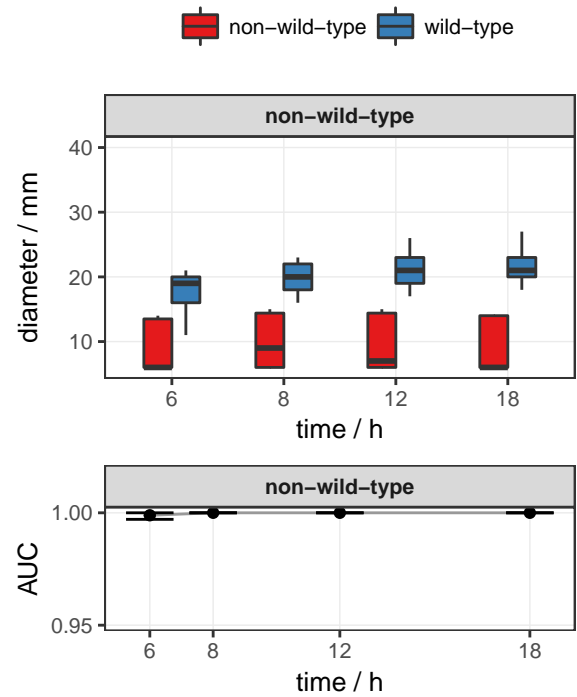 non−wild−type wild−type
non−wild−type
40
30
20
10
diameter / mm
6 8 12 18
time / h
non−wild−type
1.00
0.95
AUC
6 8 12 18
time / h